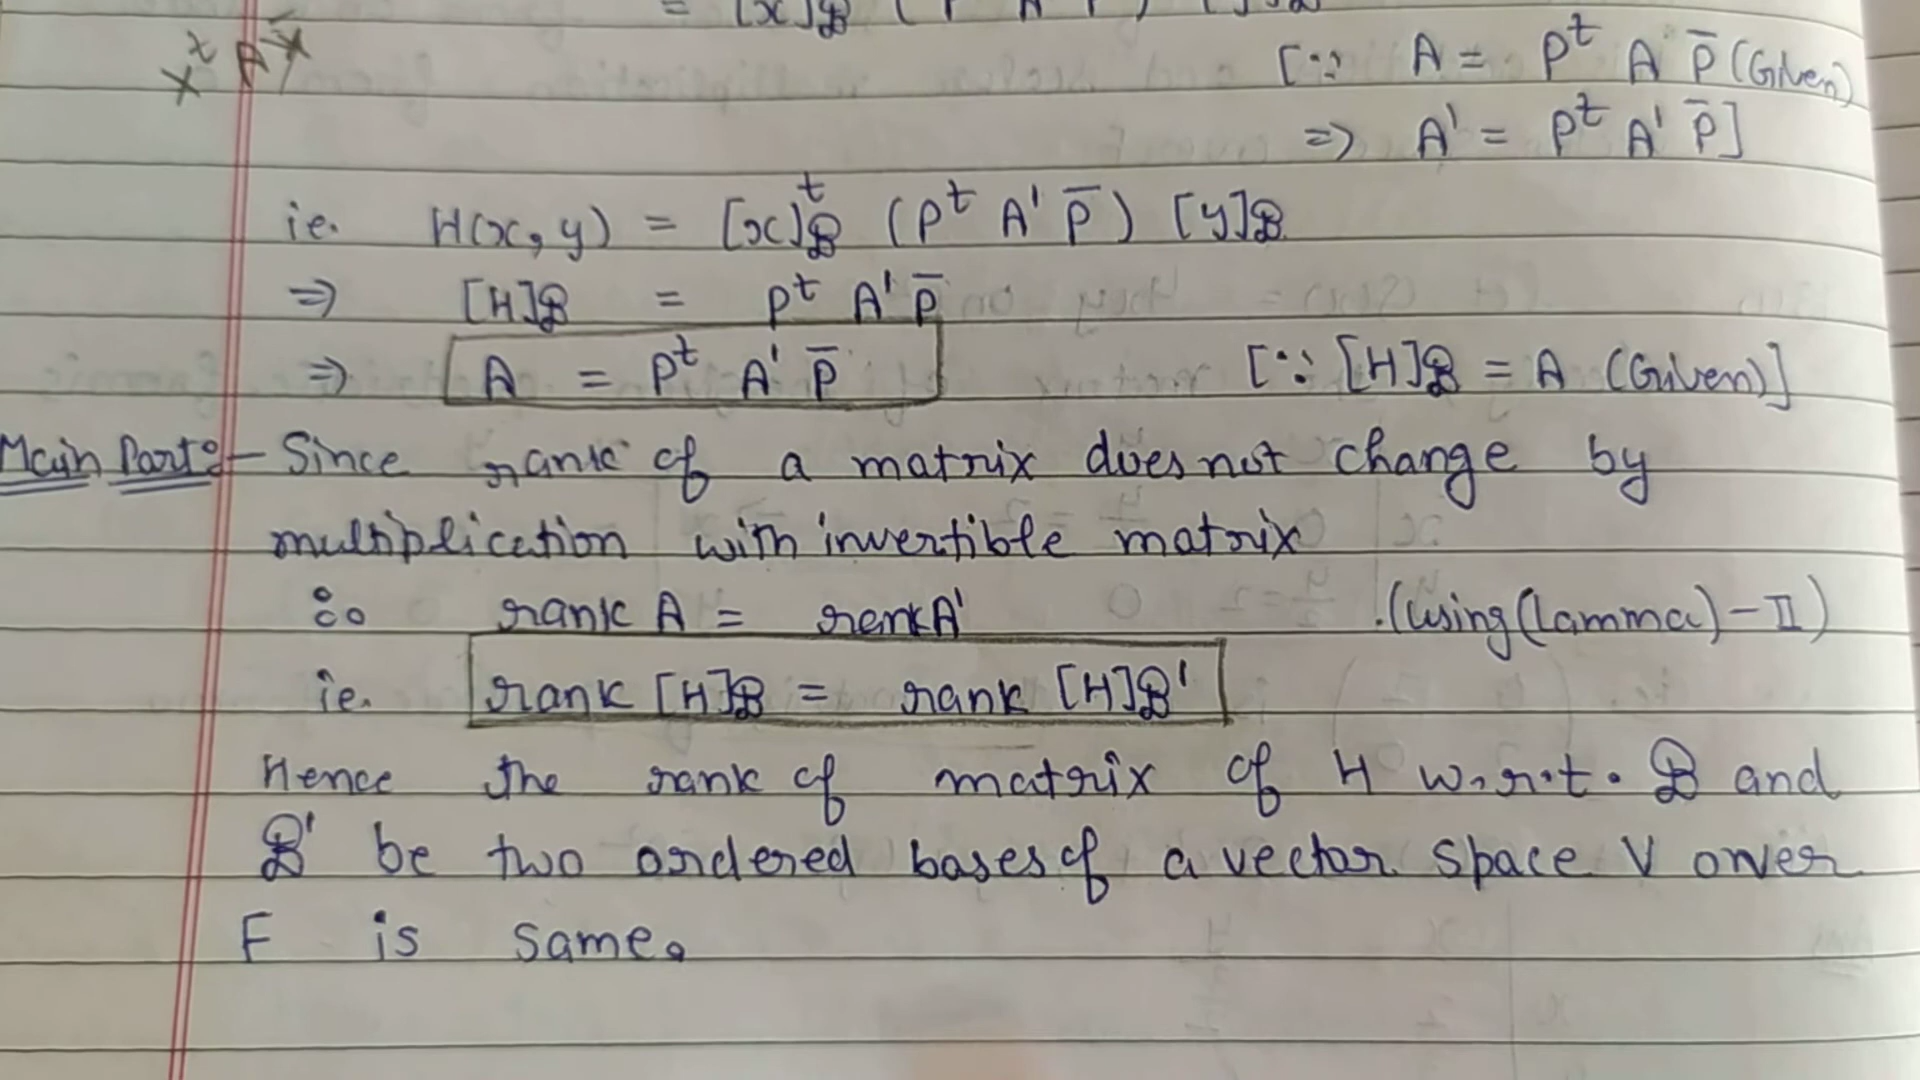 = [x]ℬ (P A P) [y]ℬ
xᵗ A x̄
[∵ A = Pᵗ A P̄ (Given)
=> A' = Pᵗ A' P̄]
ie. H(x, y) = [x]ᵗℬ (Pᵗ A' P̄) [y]ℬ
=> [H]ℬ = Pᵗ A' P̄
=> A = Pᵗ A' P̄ [∵ [H]ℬ = A (Given)]
Main Part:- Since rank of a matrix does not change by
multiplication with invertible matrix
∴ rank A = rank A' (using (Lamma) - II)
ie. rank [H]ℬ = rank [H]ℬ'
Hence the rank of matrix of H w.r.t. ℬ and
ℬ' be two ordered bases of a vector space V over
F is same.